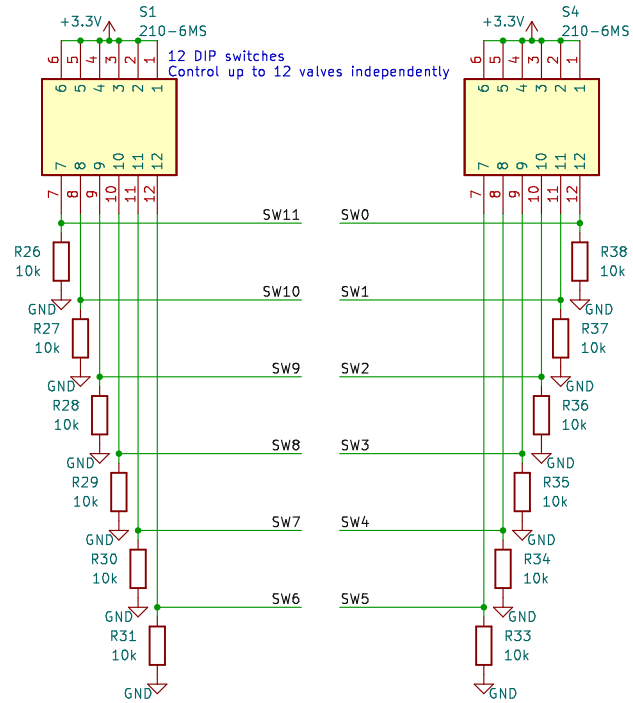 +3.3V
S1
210-6MS
12 DIP switches
Control up to 12 valves independently
6 5 4 3 2 1
6 5 4 3 2 1
7 8 9 10 11 12
7 8 9 10 11 12
+3.3V
S4
210-6MS
6 5 4 3 2 1
6 5 4 3 2 1
7 8 9 10 11 12
7 8 9 10 11 12
SW11 SW0
R26
10k
GND
R38
10k
GND
SW10 SW1
R27
10k
GND
R37
10k
GND
SW9 SW2
R28
10k
GND
R36
10k
GND
SW8 SW3
R29
10k
GND
R35
10k
GND
SW7 SW4
R30
10k
GND
R34
10k
GND
SW6 SW5
R31
10k
GND
R33
10k
GND